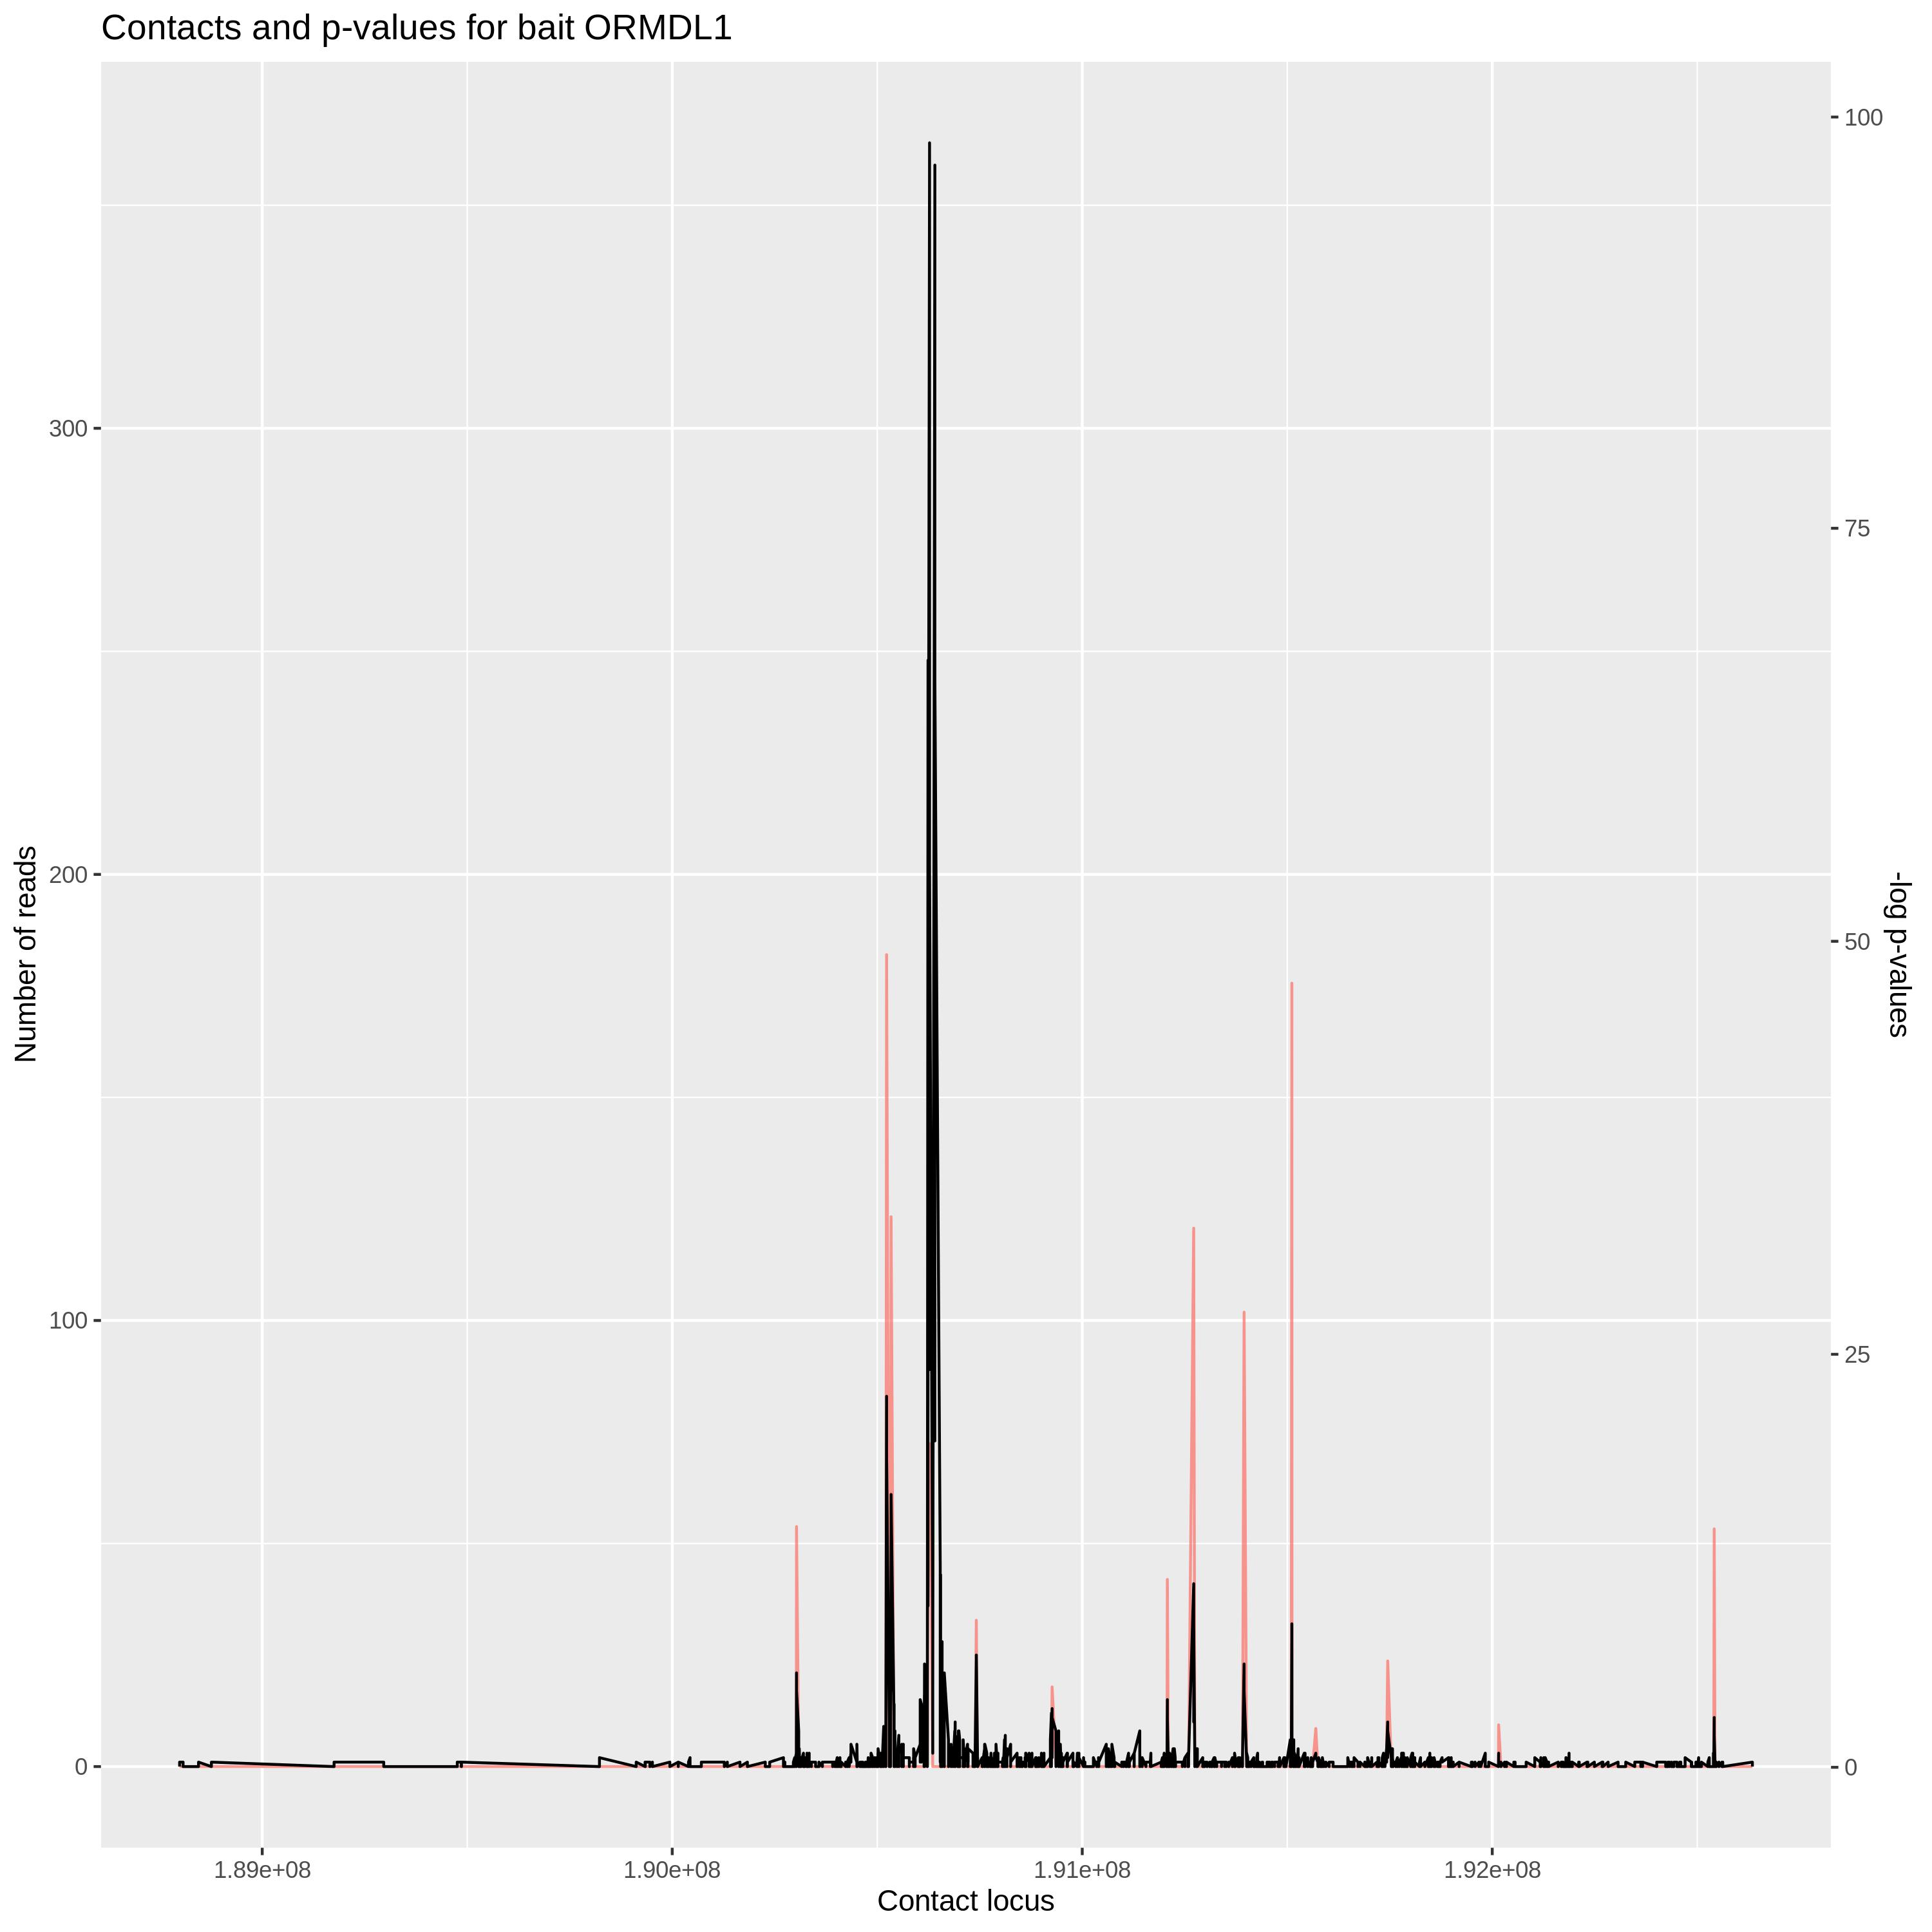 Contacts and p-values for bait ORMDL1
Number of reads
300
200
100
0
100
75
50
25
0
-log p-values
1.89e+08
1.90e+08
1.91e+08
1.92e+08
Contact locus